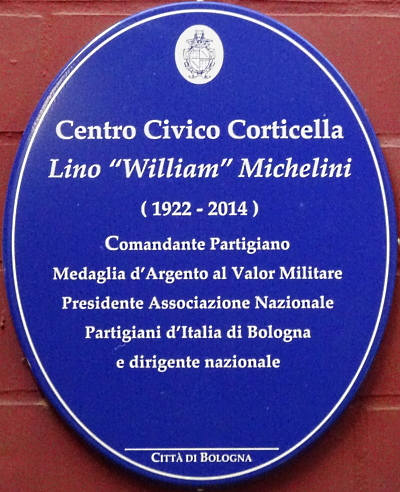 Centro Civico Corticella
Lino "William" Michelini
( 1922 - 2014 )
Comandante Partigiano
Medaglia d'Argento al Valor Militare
Presidente Associazione Nazionale
Partigiani d'Italia di Bologna
e dirigente nazionale
CITTÀ DI BOLOGNA